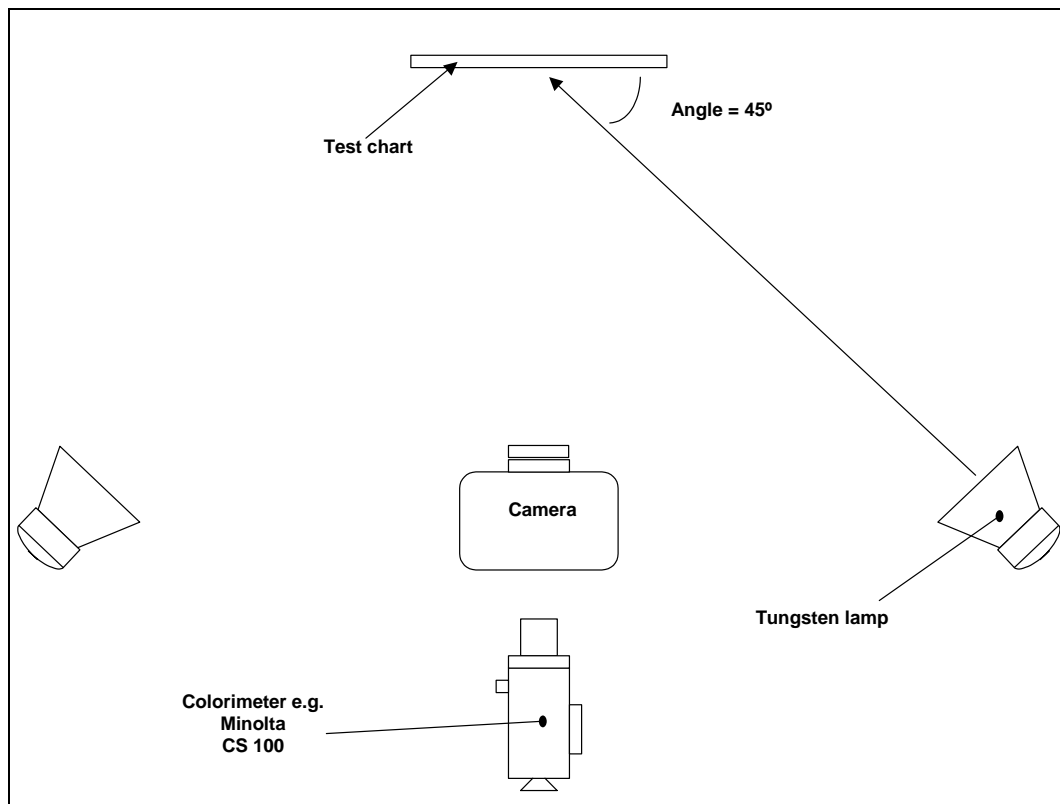 Angle = 45º
Test chart
Camera
Tungsten lamp
Colorimeter e.g.
Minolta
CS 100